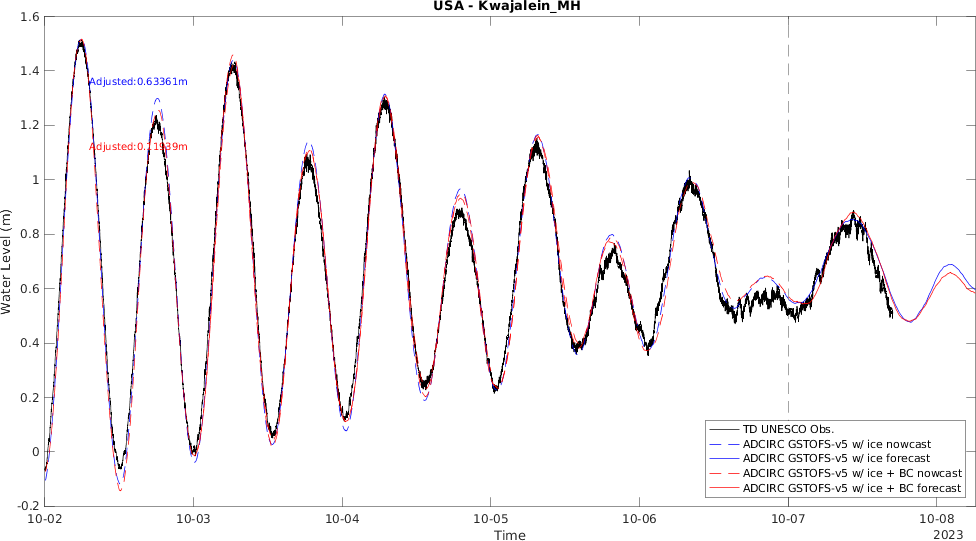 USA - Kwajalein_MH
1.6
1.4
1.2
1
0.8
0.6
0.4
0.2
0
-0.2
Water Level (m)
Adjusted:0.63361m
Adjusted:0.11939m
TD UNESCO Obs.
ADCIRC GSTOFS-v5 w/ ice nowcast
ADCIRC GSTOFS-v5 w/ ice forecast
ADCIRC GSTOFS-v5 w/ ice + BC nowcast
ADCIRC GSTOFS-v5 w/ ice + BC forecast
10-02 10-03 10-04 10-05 10-06 10-07 10-08
Time
2023